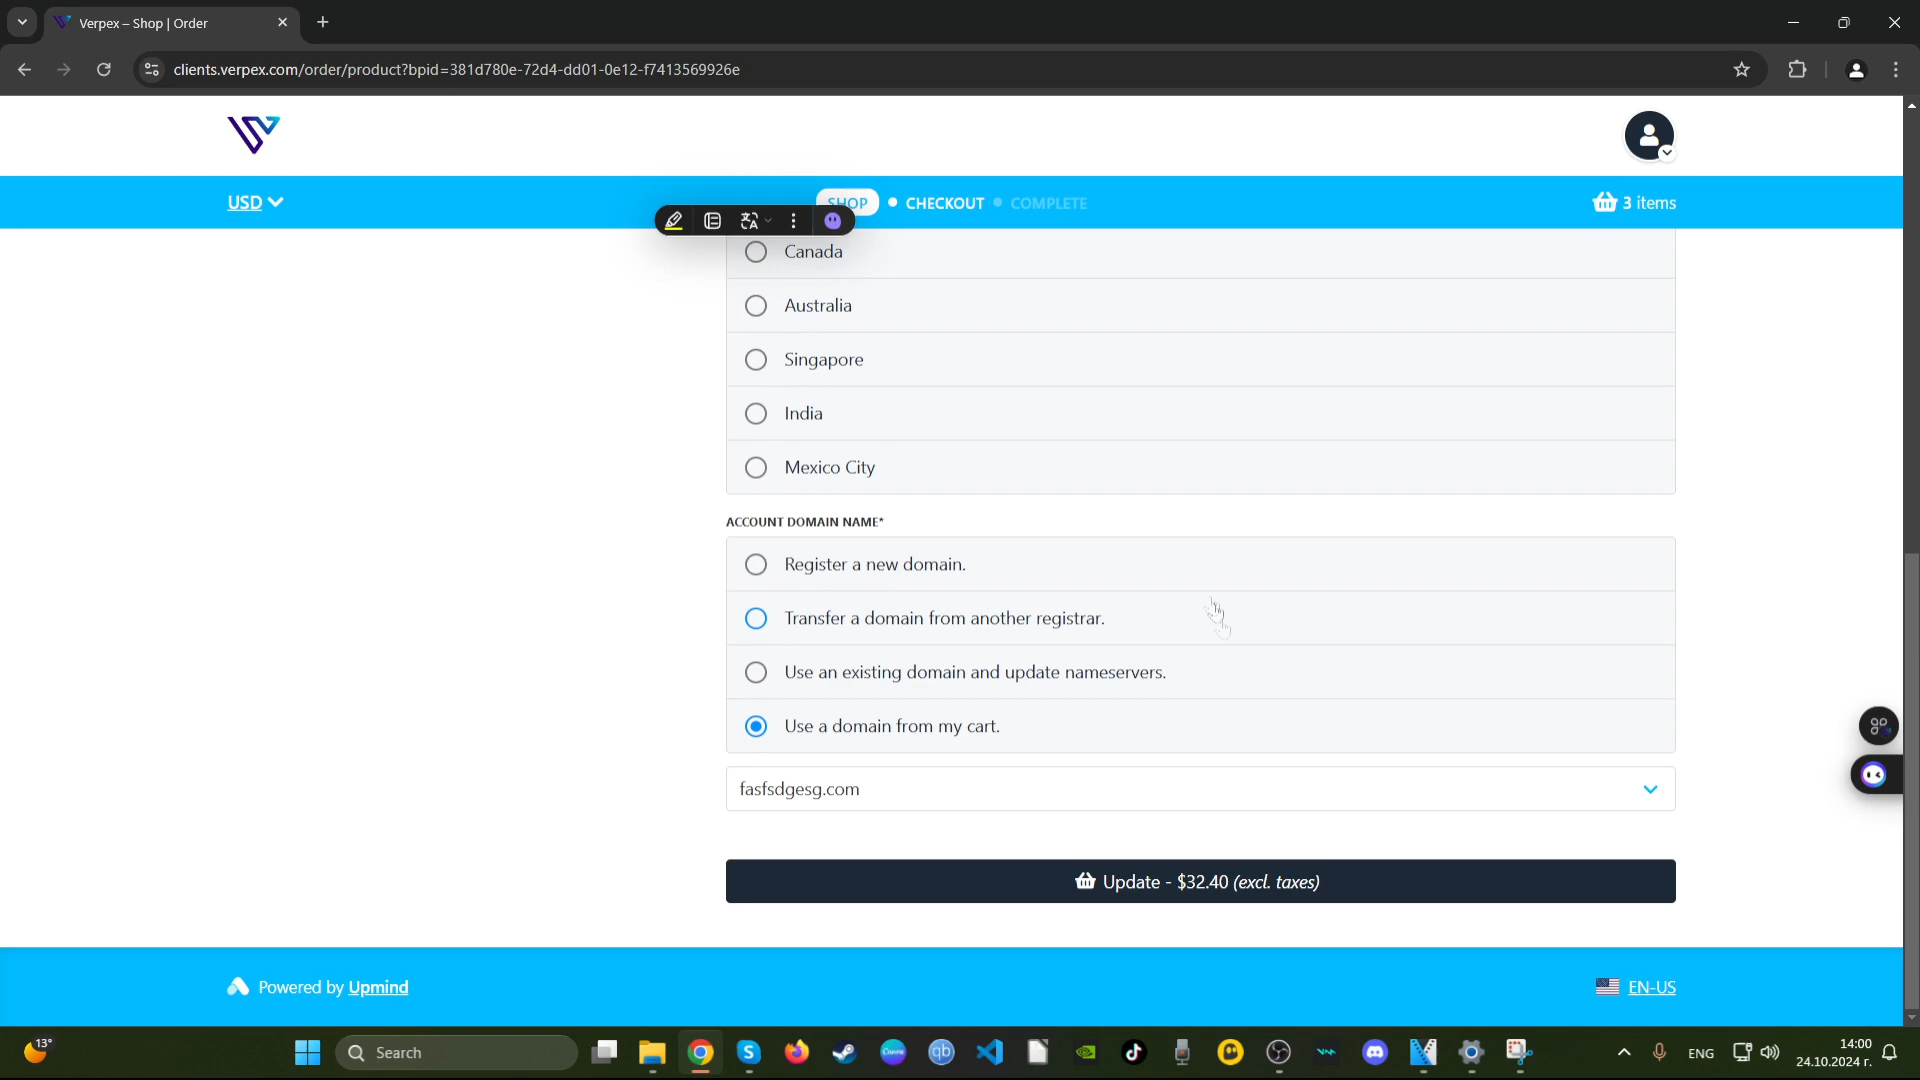 Verpex – Shop | Order
clients.verpex.com/order/product?bpid=381d780e-72d4-dd01-0e12-f7413569926e
USD
SHOP
CHECKOUT
COMPLETE
3 items
Canada
Australia
Singapore
India
Mexico City
ACCOUNT DOMAIN NAME*
Register a new domain.
Transfer a domain from another registrar.
Use an existing domain and update nameservers.
Use a domain from my cart.
fasfsdgesg.com
Update - $32.40 (excl. taxes)
Powered by Upmind
EN-US
13°
Search
Canva
qb
ENG
14:00
24.10.2024 г.